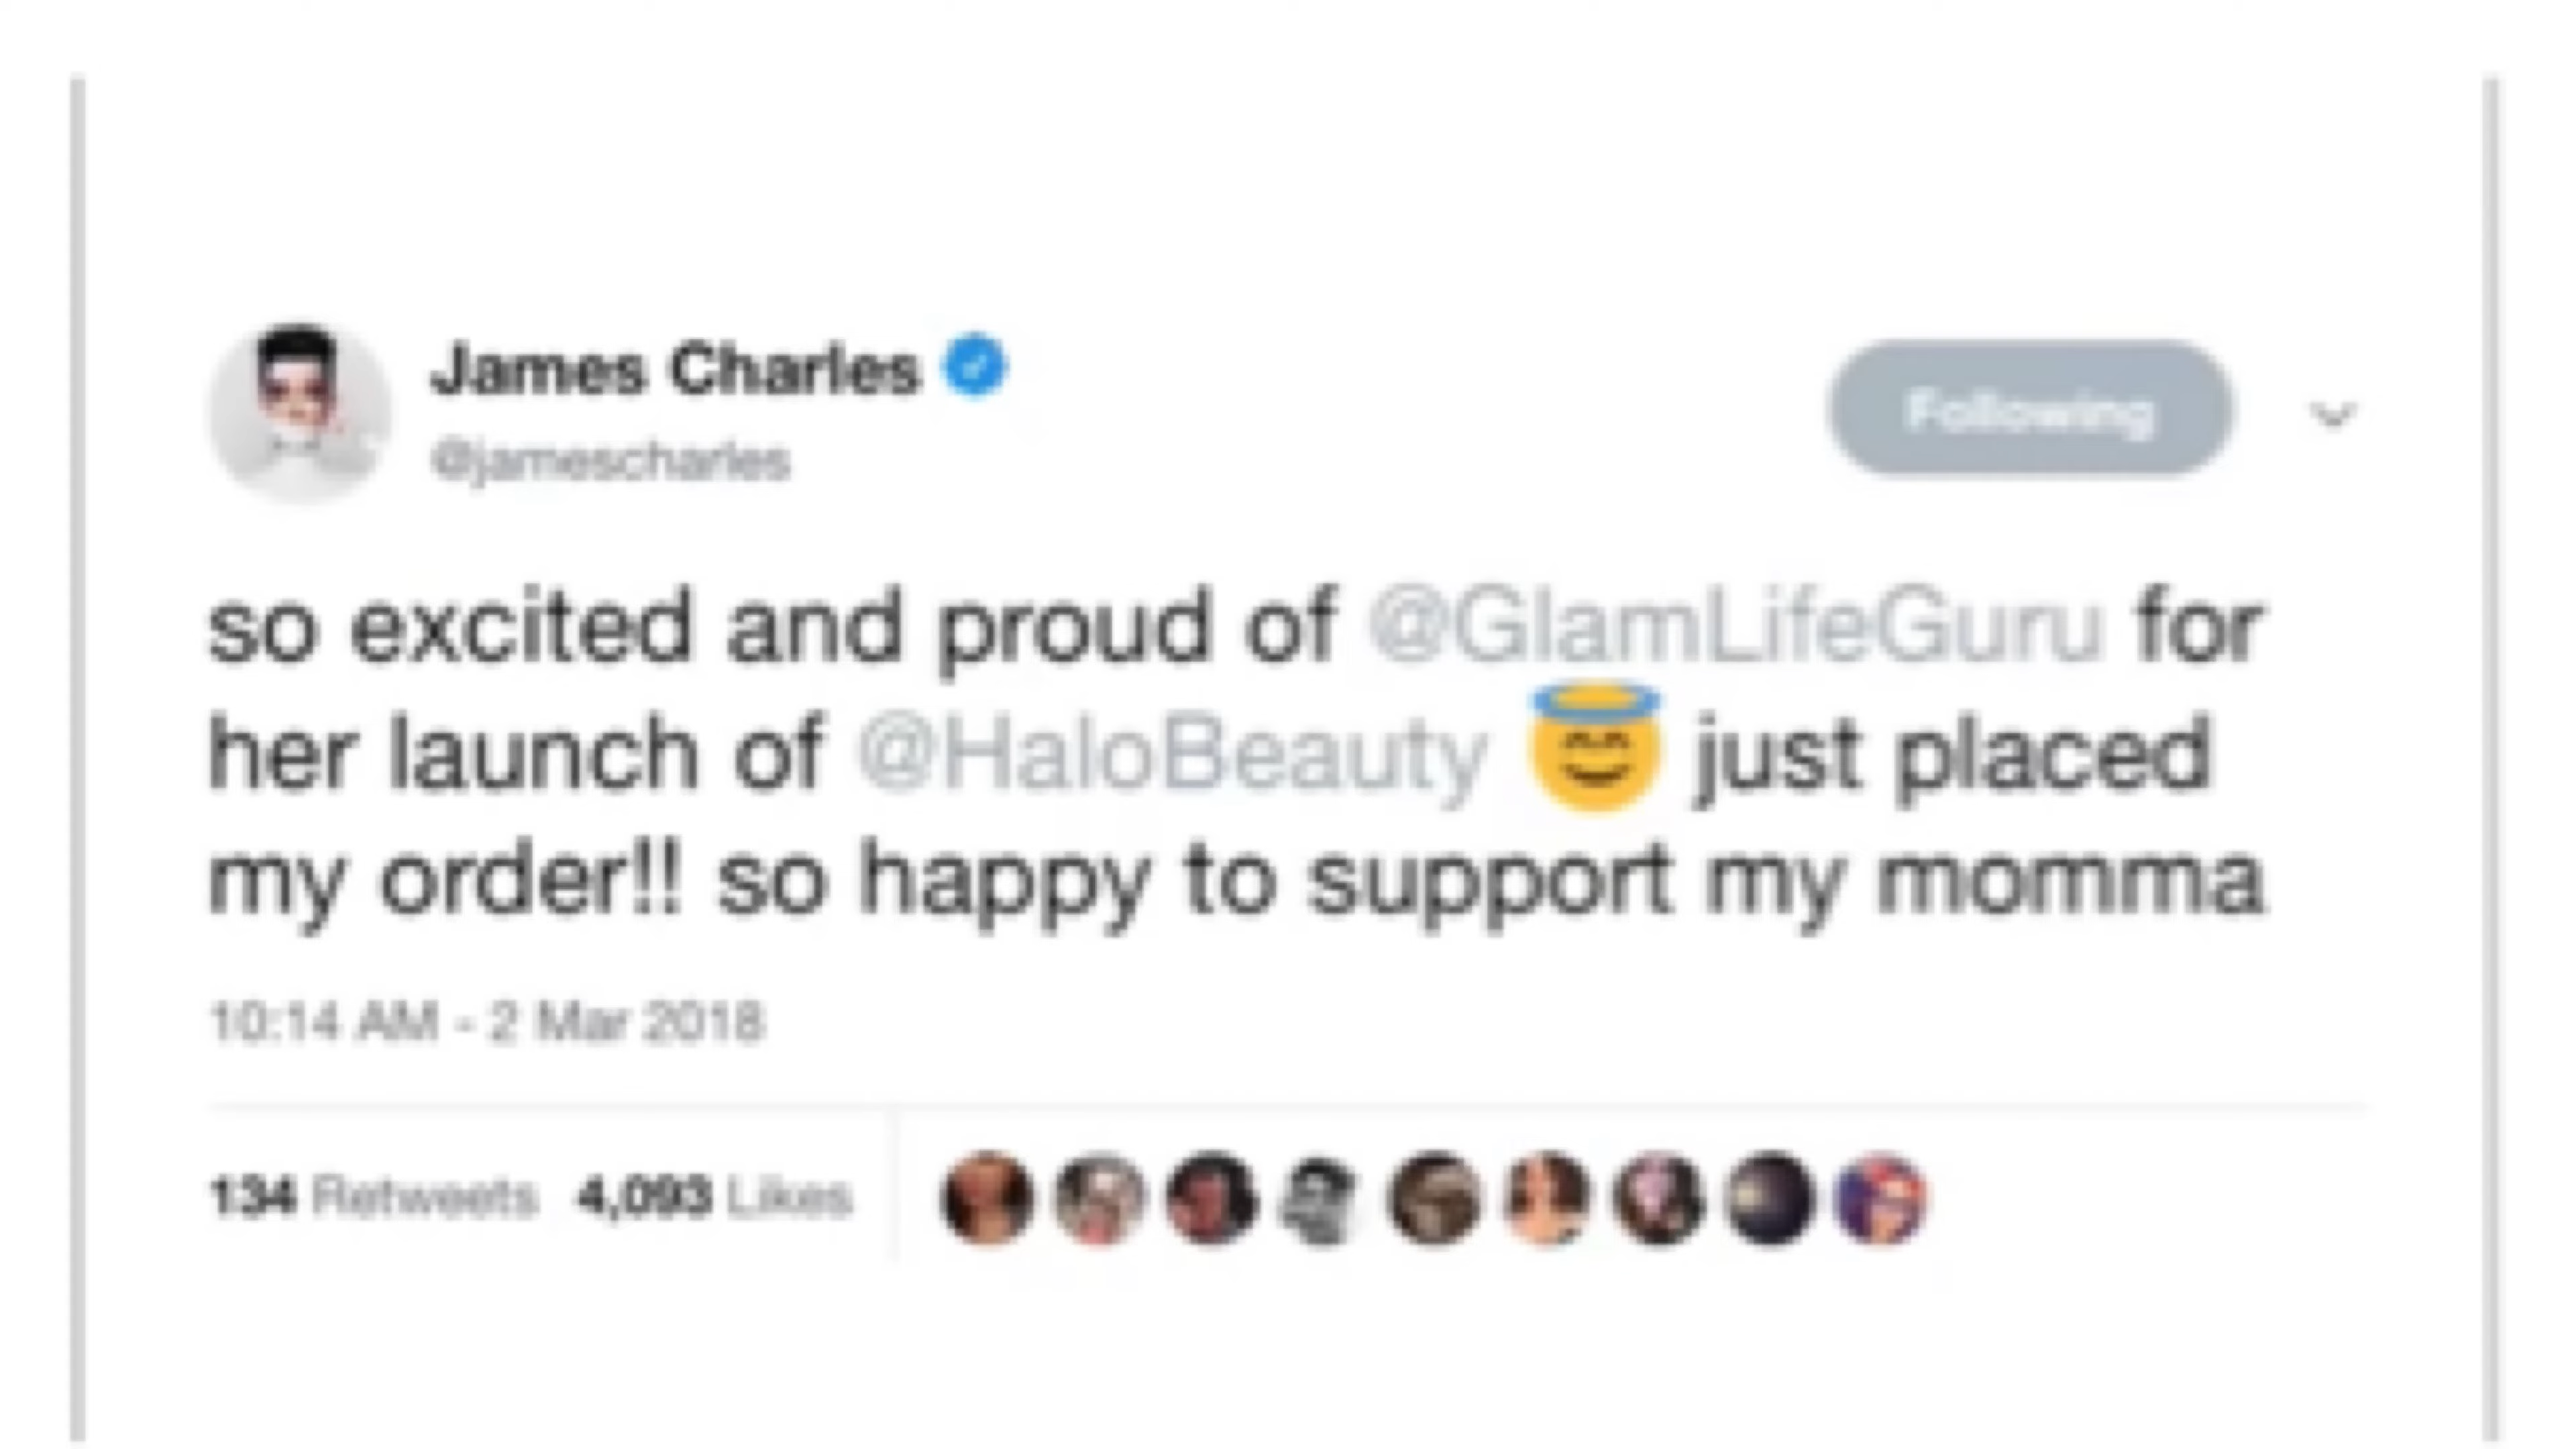 James Charles
@jamescharles
Following
so excited and proud of @GlamLifeGuru for
her launch of @HaloBeauty 😇 just placed
my order!! so happy to support my momma
10:14 AM - 2 Mar 2018
134 Retweets 4,093 Likes